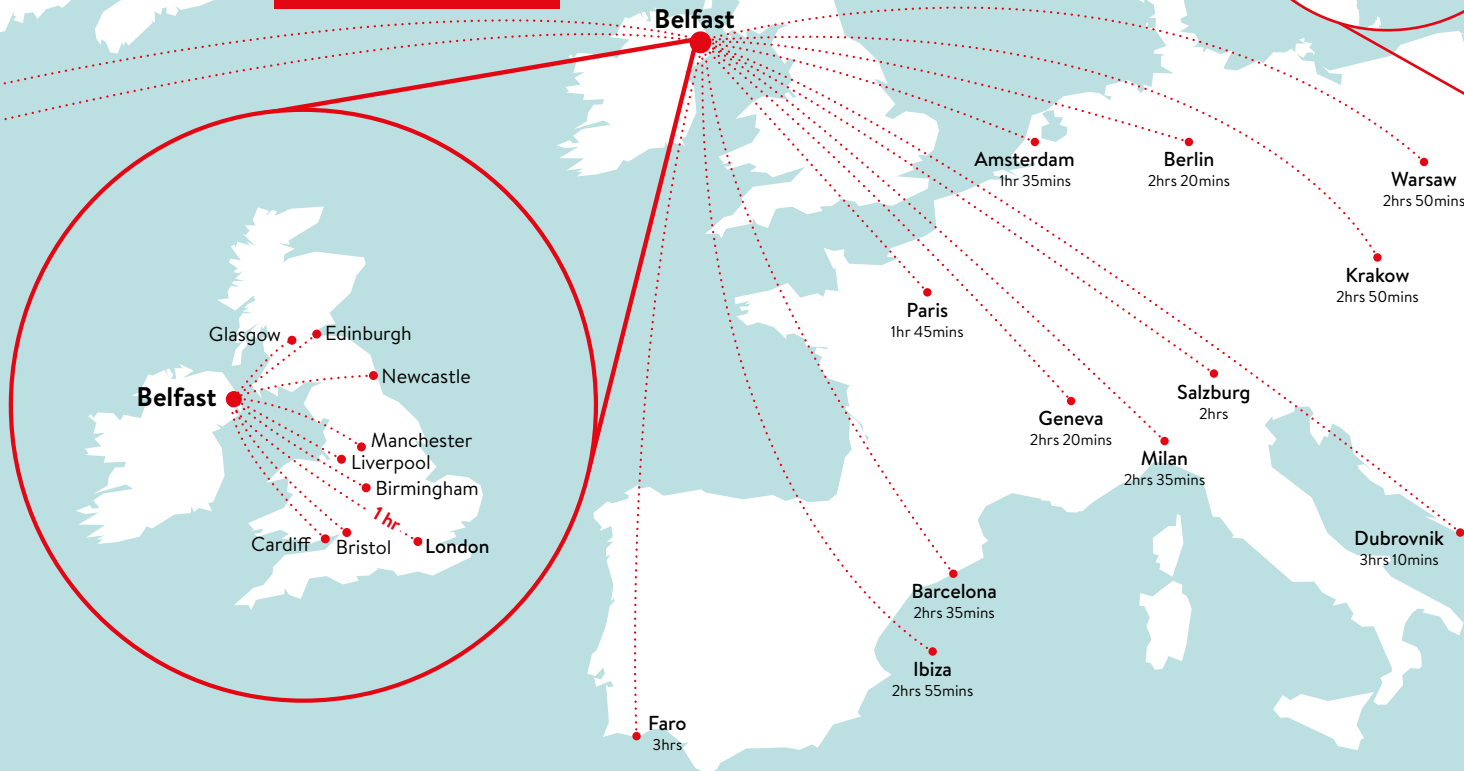 Belfast
Amsterdam
1hr 35mins
Berlin
2hrs 20mins
Warsaw
2hrs 50mins
Krakow
2hrs 50mins
Paris
1hr 45mins
Salzburg
2hrs
Geneva
2hrs 20mins
Milan
2hrs 35mins
Dubrovnik
3hrs 10mins
Barcelona
2hrs 35mins
Ibiza
2hrs 55mins
Faro
3hrs
Glasgow
Edinburgh
Newcastle
Belfast
Manchester
Liverpool
Birmingham
1 hr
Cardiff
Bristol
London